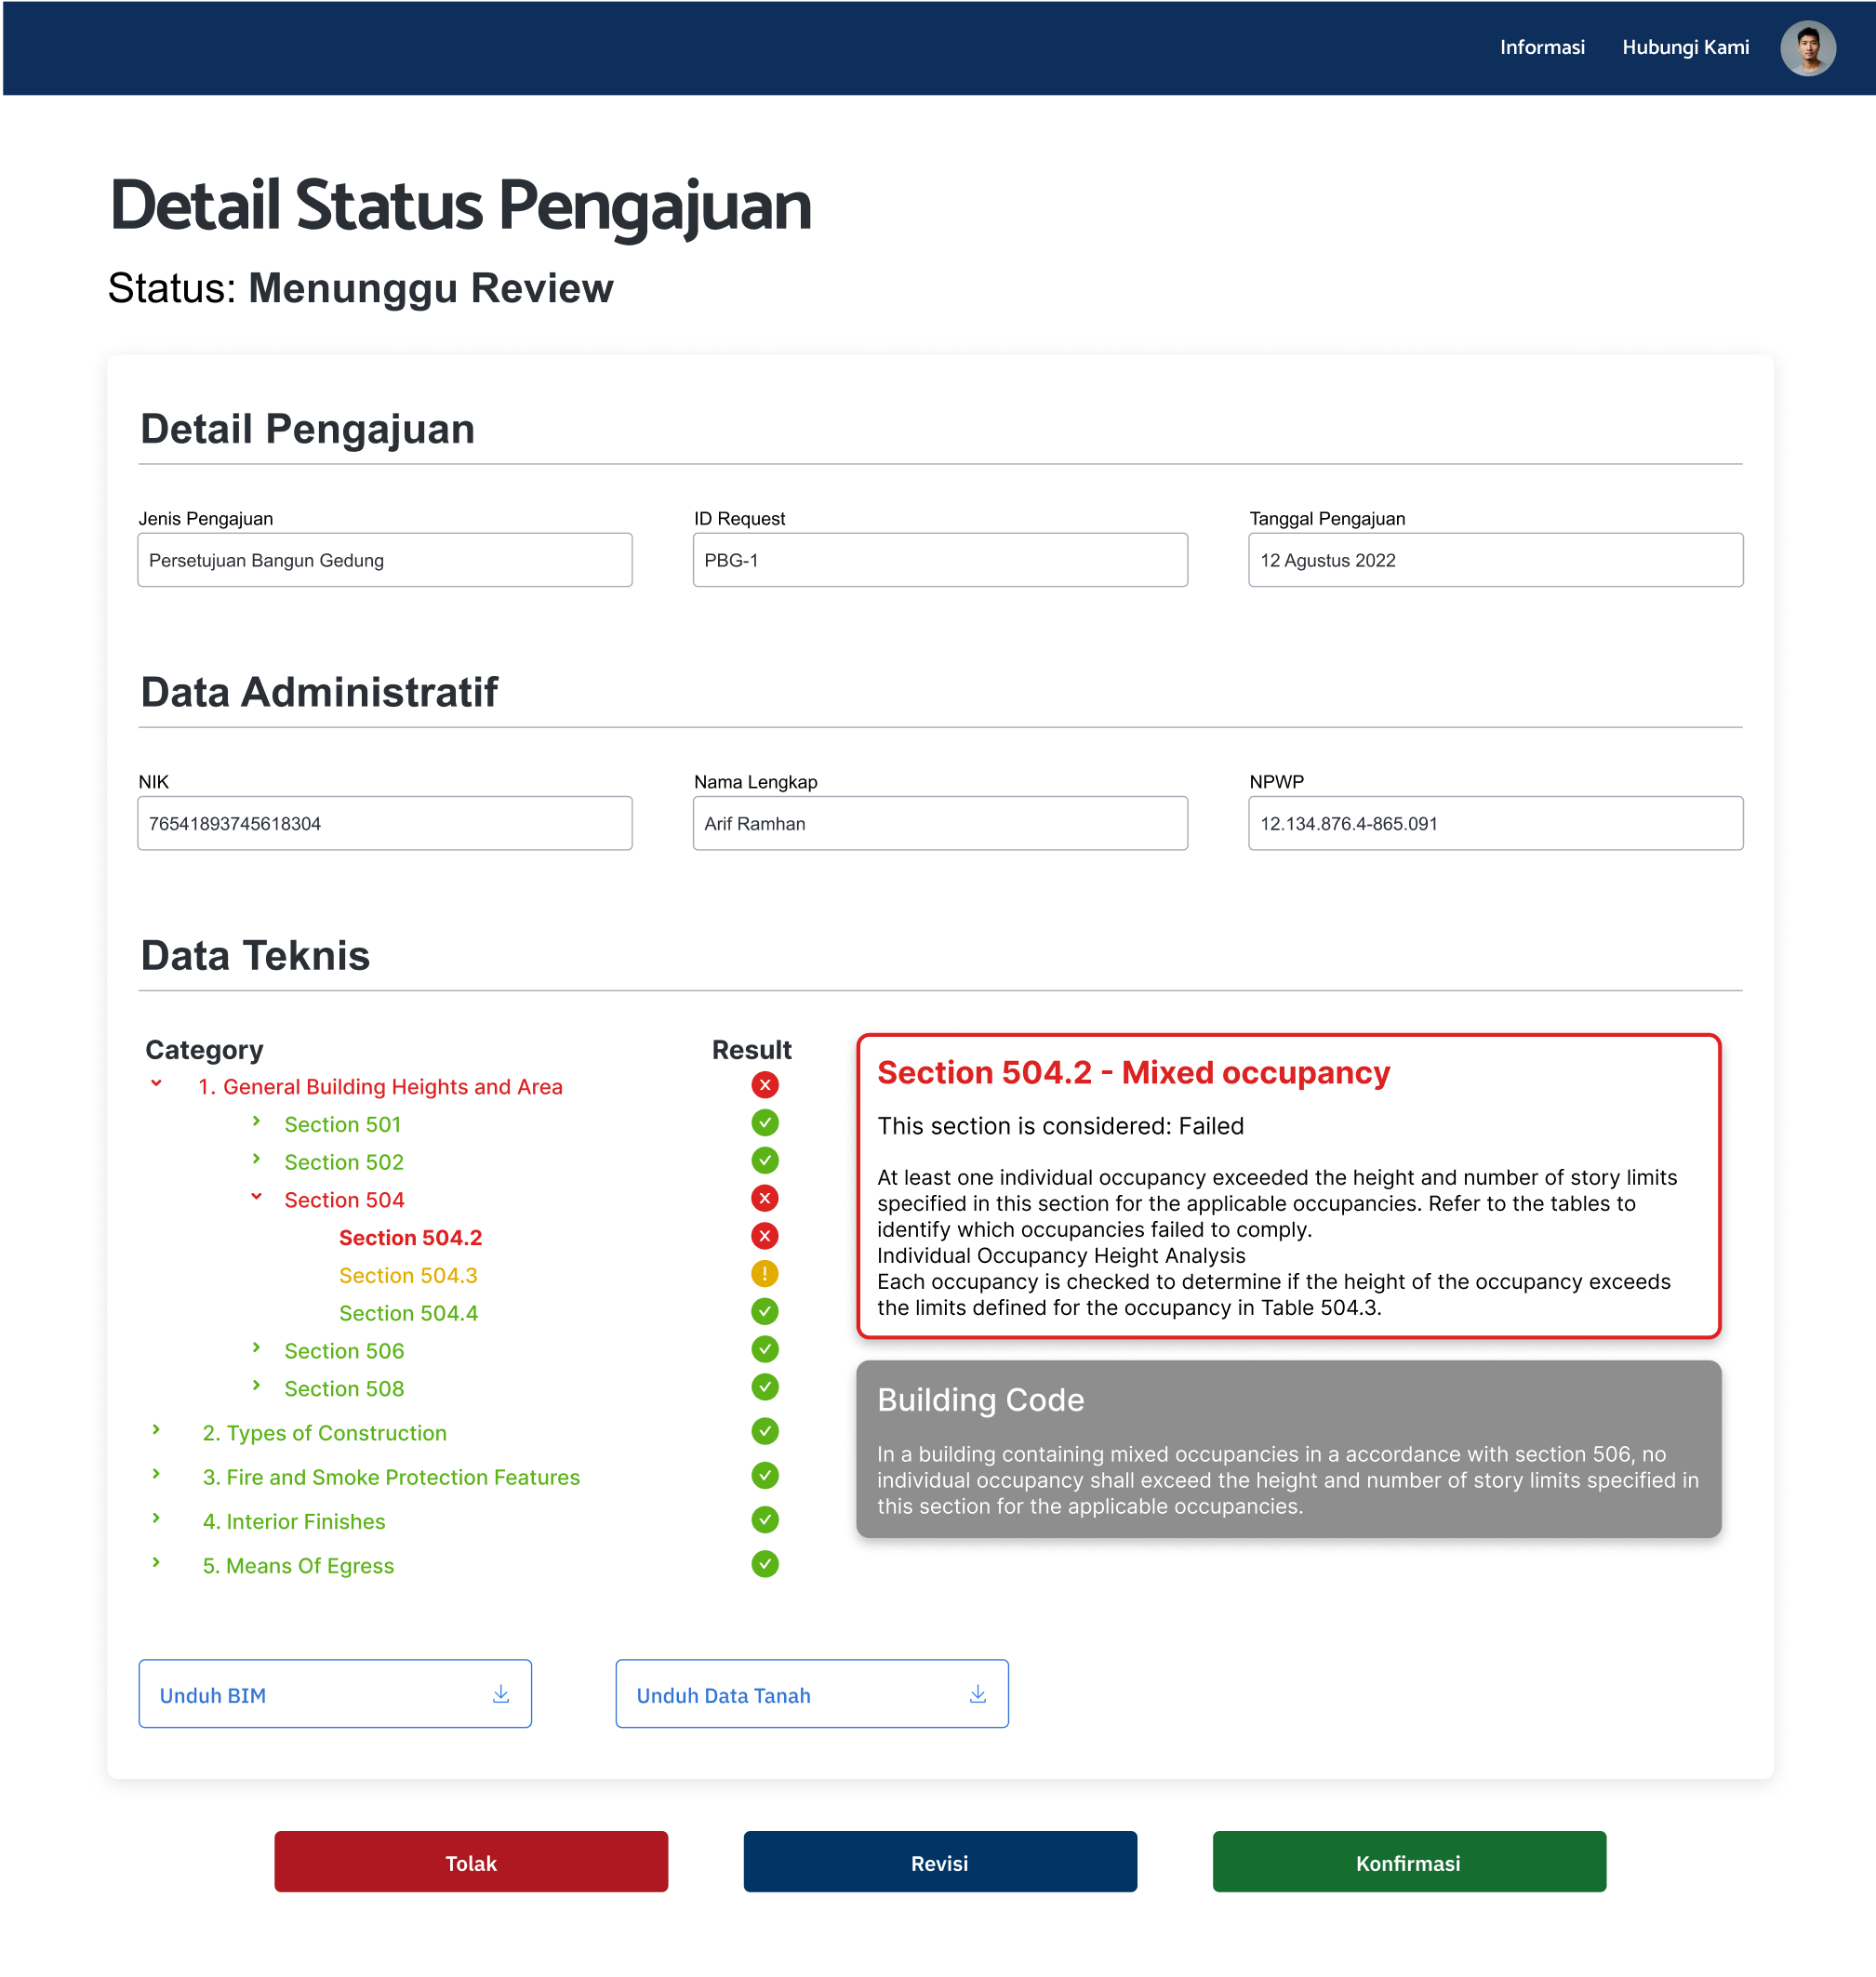 Informasi Hubungi Kami
Detail Status Pengajuan
Status: Menunggu Review
Detail Pengajuan
Jenis Pengajuan ID Request Tanggal Pengajuan
Persetujuan Bangun Gedung PBG-1 12 Agustus 2022
Data Administratif
NIK Nama Lengkap NPWP
76541893745618304 Arif Ramhan 12.134.876.4-865.091
Data Teknis
Category Result
1. General Building Heights and Area
Section 501
Section 502
Section 504
Section 504.2
Section 504.3
Section 504.4
Section 506
Section 508
2. Types of Construction
3. Fire and Smoke Protection Features
4. Interior Finishes
5. Means Of Egress
Section 504.2 - Mixed occupancy
This section is considered: Failed
At least one individual occupancy exceeded the height and number of story limits
specified in this section for the applicable occupancies. Refer to the tables to
identify which occupancies failed to comply.
Individual Occupancy Height Analysis
Each occupancy is checked to determine if the height of the occupancy exceeds
the limits defined for the occupancy in Table 504.3.
Building Code
In a building containing mixed occupancies in a accordance with section 506, no
individual occupancy shall exceed the height and number of story limits specified in
this section for the applicable occupancies.
Unduh BIM Unduh Data Tanah
Tolak Revisi Konfirmasi